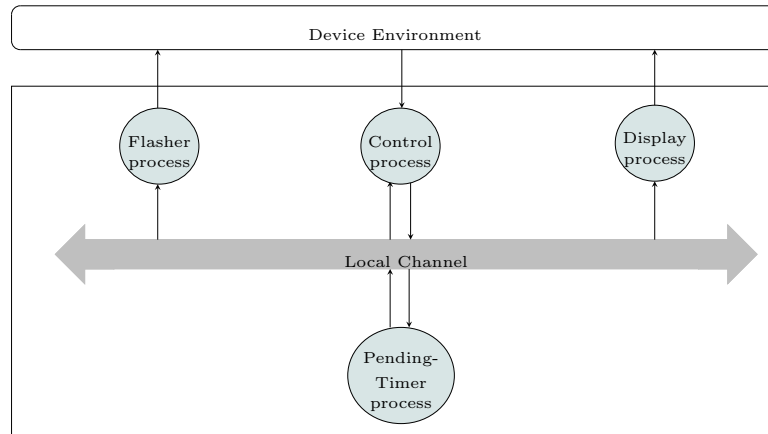 Device Environment
Flasher
process
Control
process
Display
process
Local Channel
Pending-
Timer
process